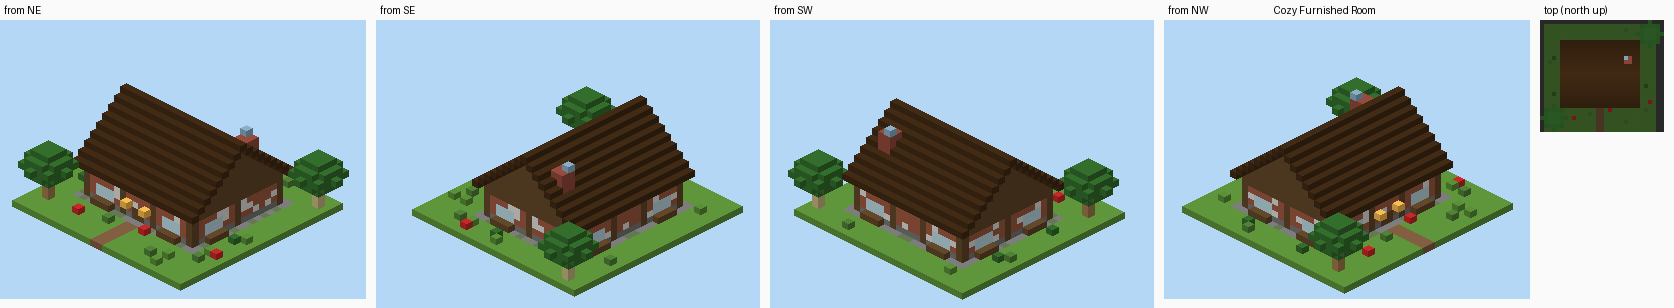 from NE
from SE
from SW
from NW
Cozy Furnished Room
top (north up)